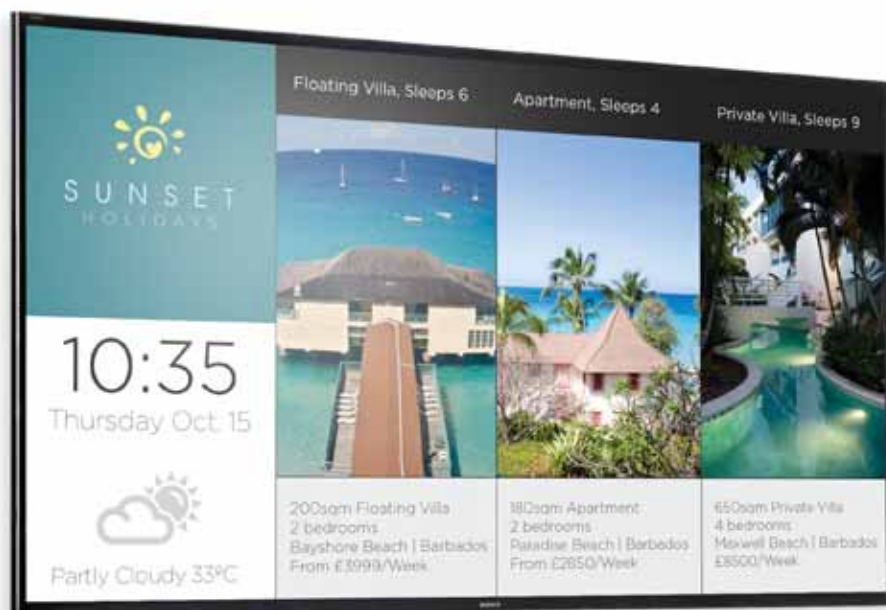 SUNSET
HOLIDAYS
10:35
Thursday Oct. 15
Partly Cloudy 33°C
Floating Villa, Sleeps 6
200sqm Floating Villa
2 bedrooms
Bayshore Beach | Barbados
From £3999/Week
Apartment, Sleeps 4
180sqm Apartment
2 bedrooms
Paradise Beach | Barbados
From £2650/Week
Private Villa, Sleeps 9
650sqm Private Villa
4 bedrooms
Maxwell Beach | Barbados
£8500/Week
SONY